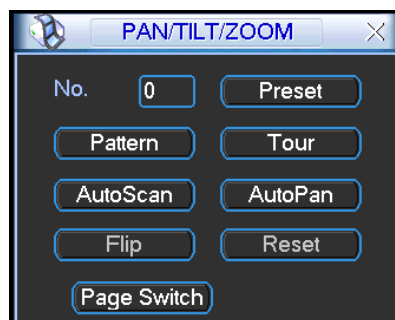 PAN/TILT/ZOOM
No. 0 Preset
Pattern Tour
AutoScan AutoPan
Flip Reset
Page Switch